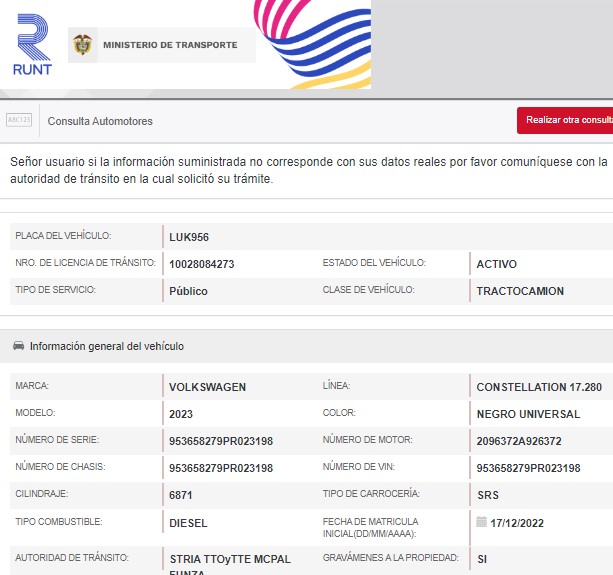 RUNT
MINISTERIO DE TRANSPORTE
ABC123
Consulta Automotores
Realizar otra consulta
Señor usuario si la información suministrada no corresponde con sus datos reales por favor comuníquese con la
autoridad de tránsito en la cual solicitó su trámite.
PLACA DEL VEHÍCULO: LUK956
NRO. DE LICENCIA DE TRÁNSITO: 10028084273 ESTADO DEL VEHÍCULO: ACTIVO
TIPO DE SERVICIO: Público CLASE DE VEHÍCULO: TRACTOCAMION
Información general del vehículo
MARCA: VOLKSWAGEN LÍNEA: CONSTELLATION 17.280
MODELO: 2023 COLOR: NEGRO UNIVERSAL
NÚMERO DE SERIE: 953658279PR023198 NÚMERO DE MOTOR: 2096372A926372
NÚMERO DE CHASIS: 953658279PR023198 NÚMERO DE VIN: 953658279PR023198
CILINDRAJE: 6871 TIPO DE CARROCERÍA: SRS
TIPO COMBUSTIBLE: DIESEL FECHA DE MATRICULA
INICIAL(DD/MM/AAAA): 17/12/2022
AUTORIDAD DE TRÁNSITO: STRIA TTOyTTE MCPAL GRAVÁMENES A LA PROPIEDAD: SI
FUNZA